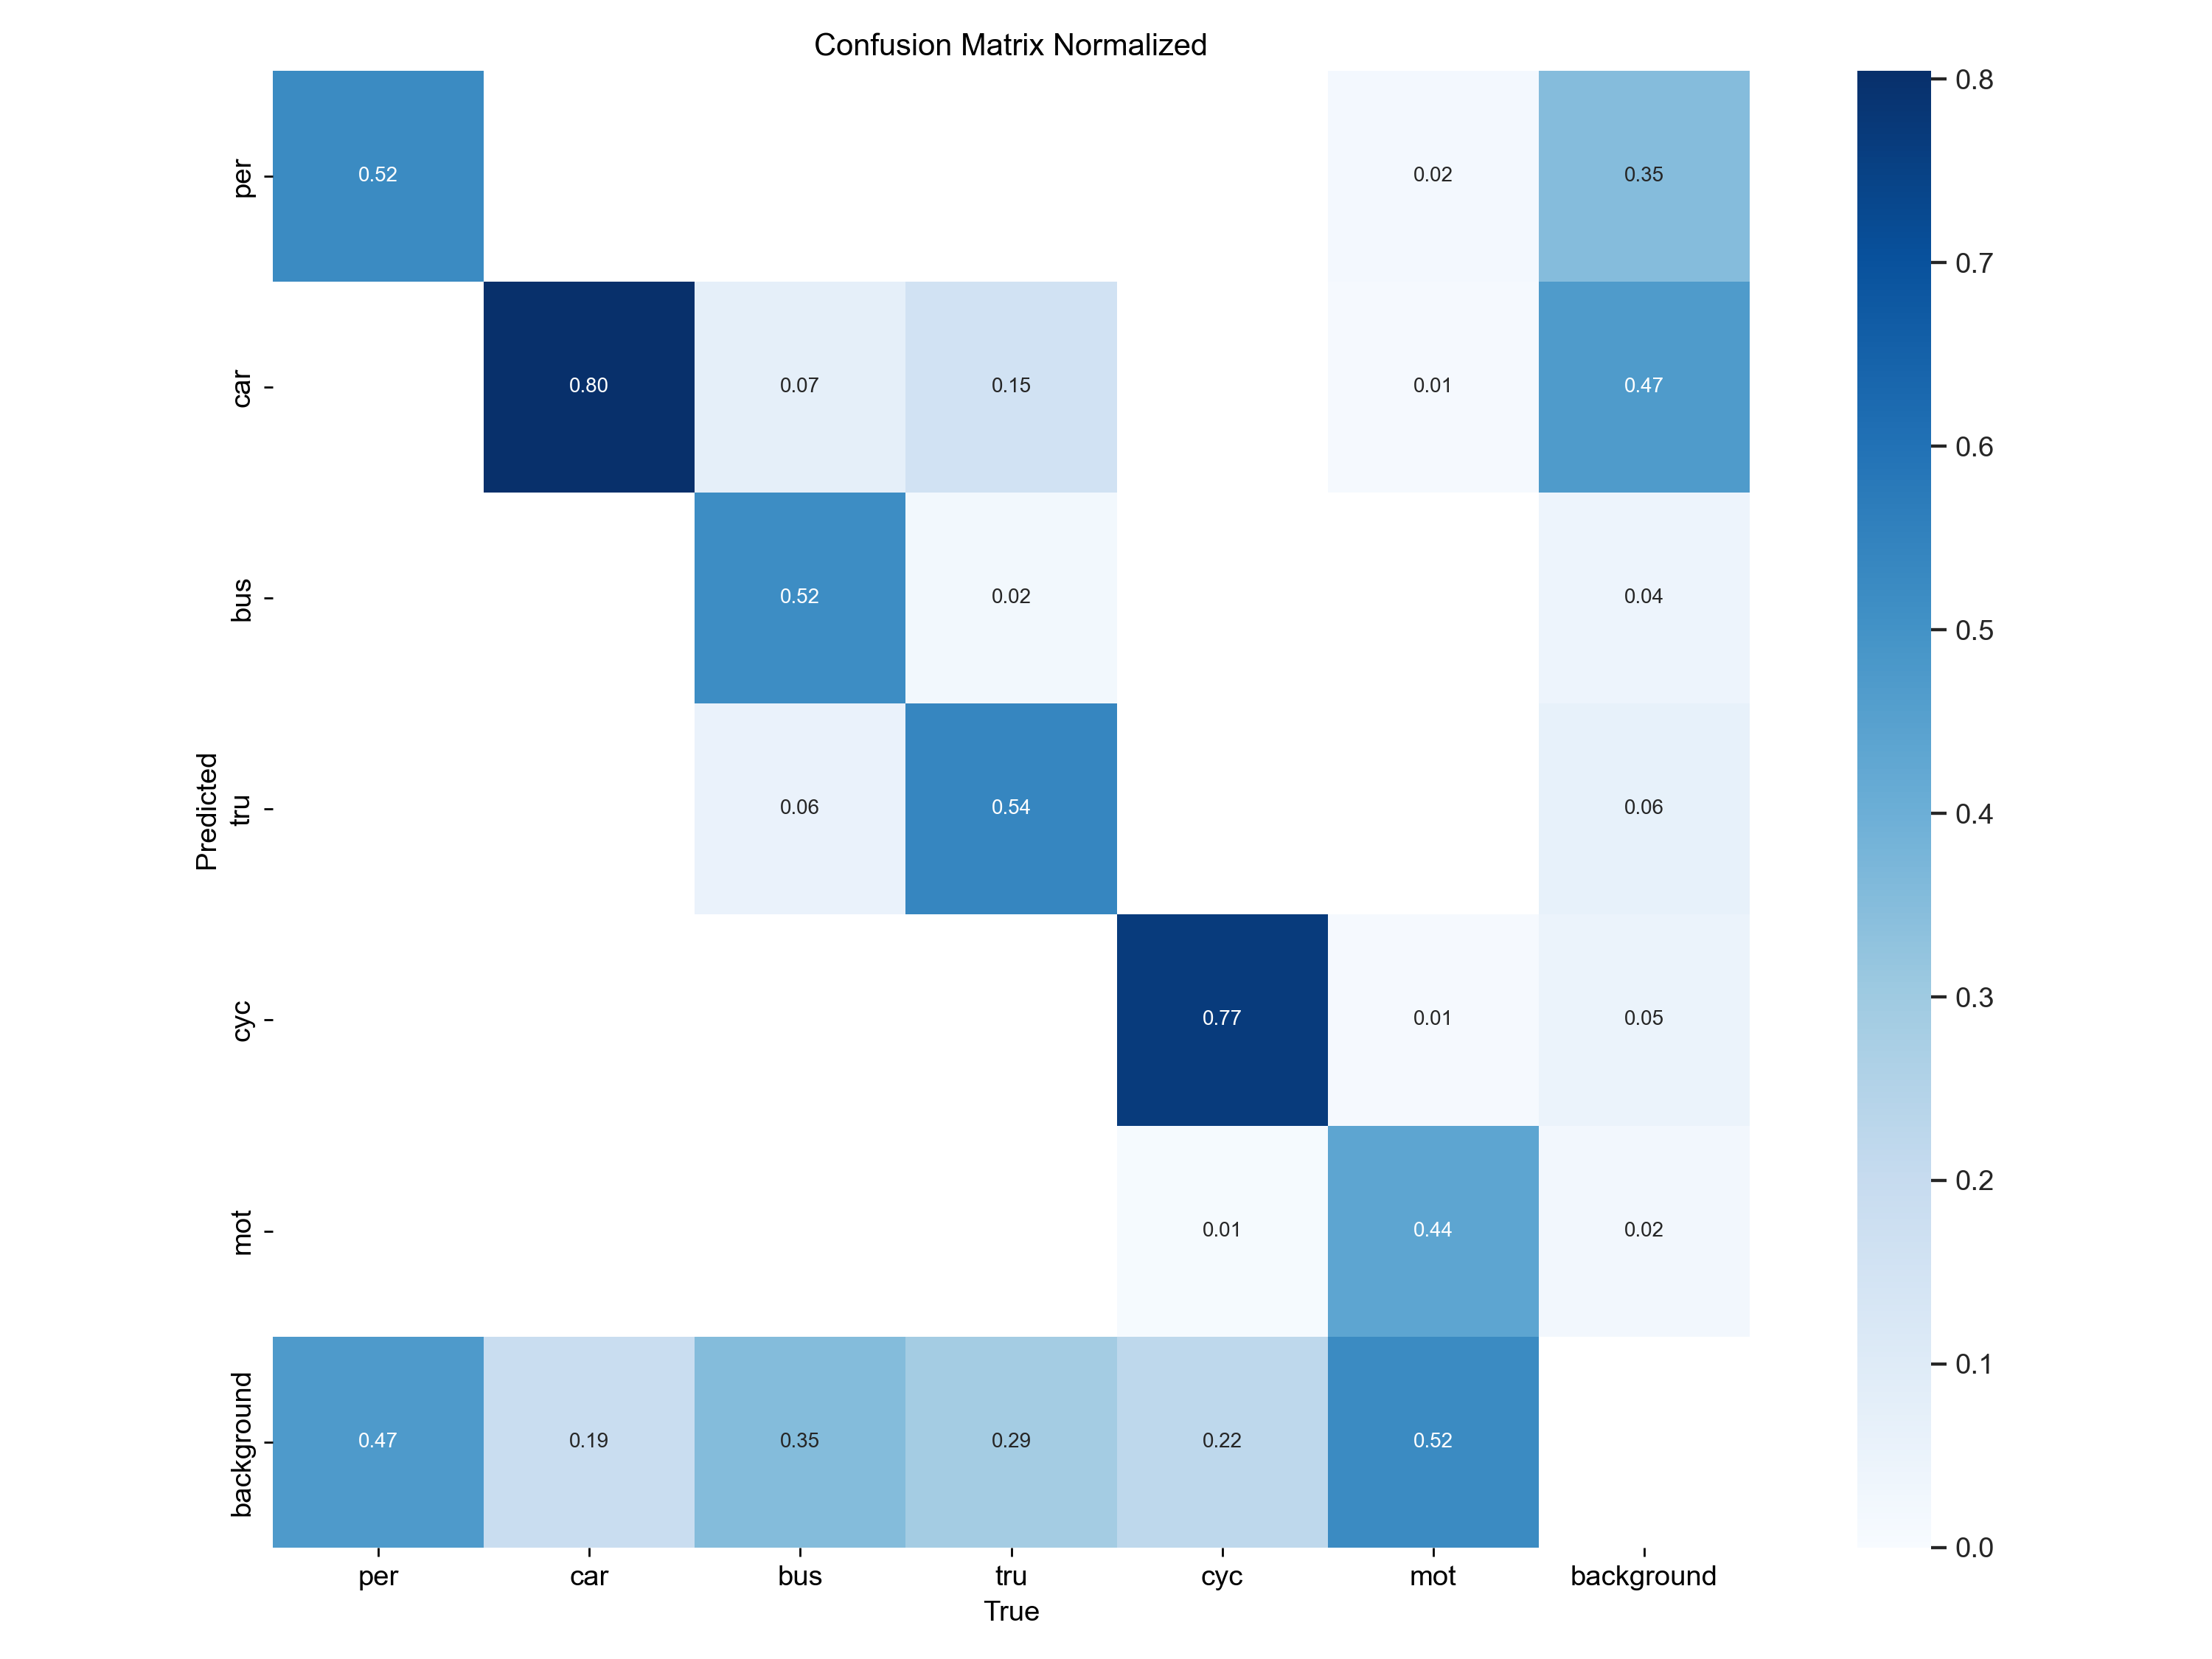 Confusion Matrix Normalized
per 0.52 0.02 0.35
car 0.80 0.07 0.15 0.01 0.47
bus 0.52 0.02 0.04
tru 0.06 0.54 0.06
cyc 0.77 0.01 0.05
mot 0.01 0.44 0.02
background 0.47 0.19 0.35 0.29 0.22 0.52
Predicted
per car bus tru cyc mot background
True
0.8
0.7
0.6
0.5
0.4
0.3
0.2
0.1
0.0